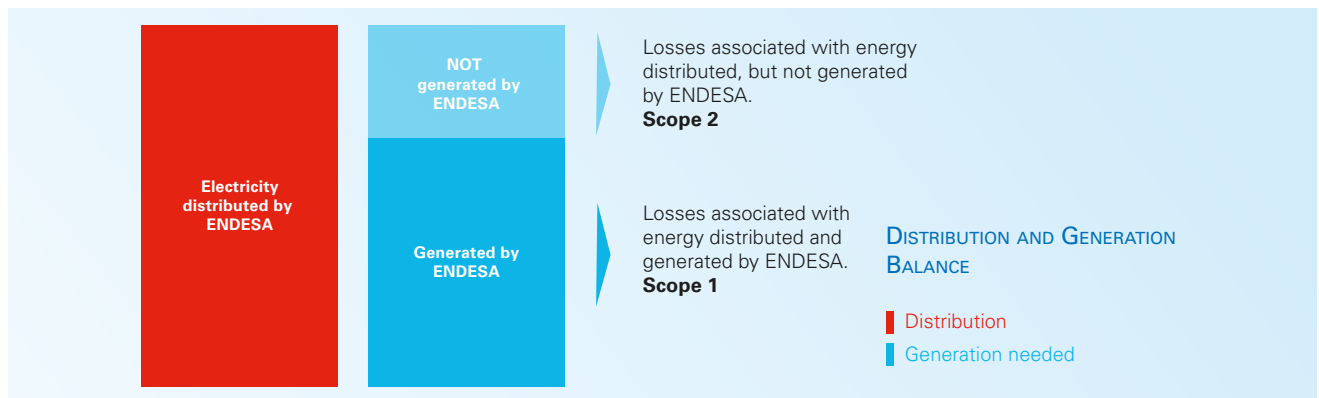 Electricity
distributed by
ENDESA
NOT
generated by
ENDESA
Generated by
ENDESA
Losses associated with energy
distributed, but not generated
by ENDESA.
Scope 2
Losses associated with
energy distributed and
generated by ENDESA.
Scope 1
DISTRIBUTION AND GENERATION
BALANCE
Distribution
Generation needed